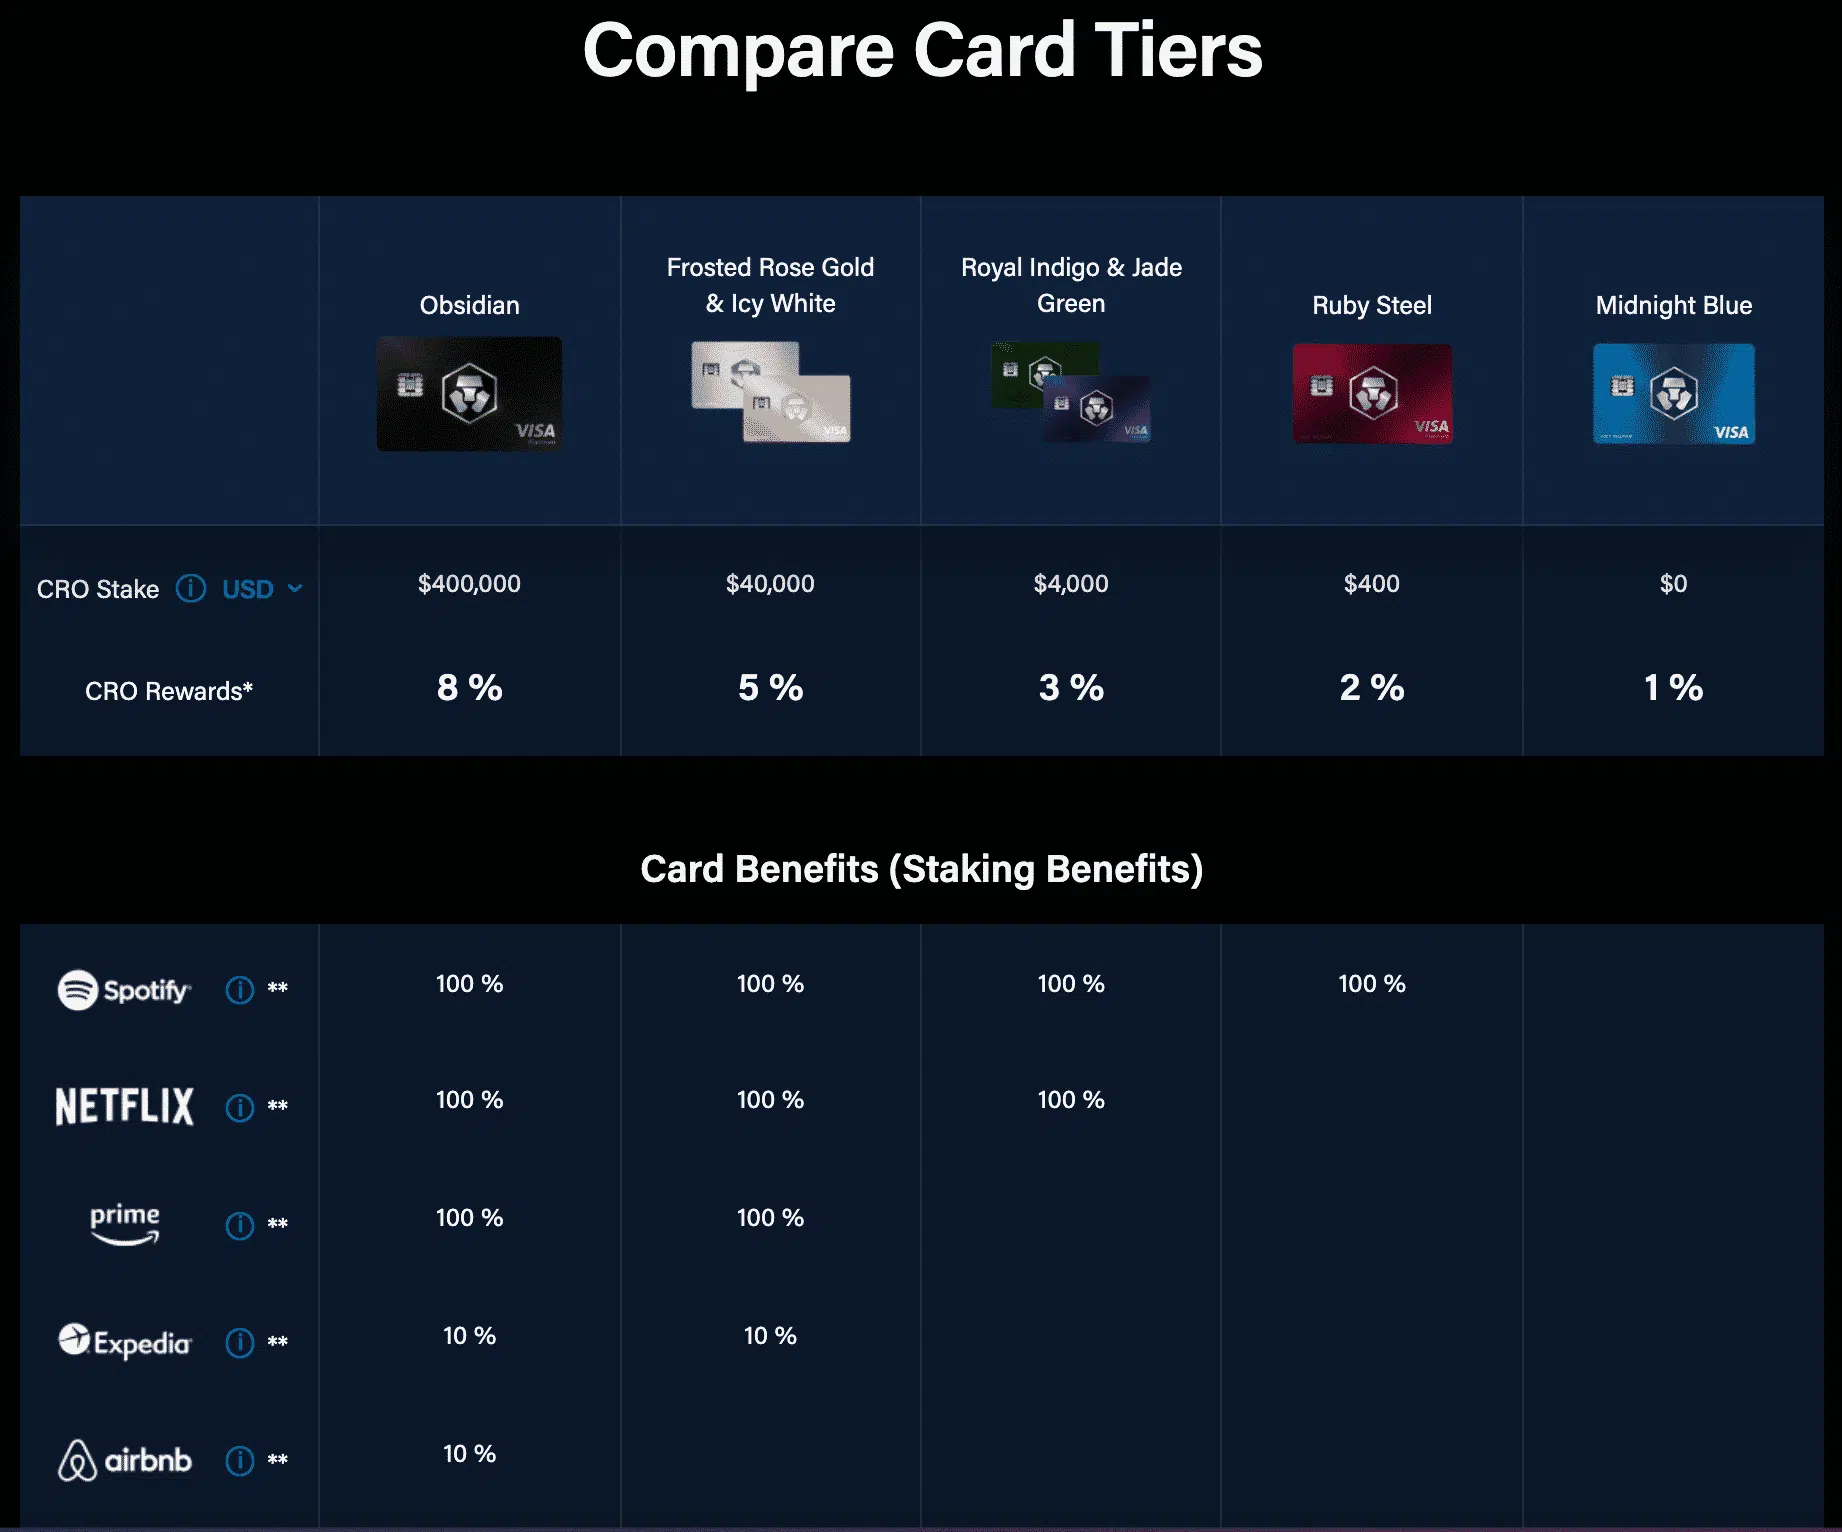 Compare Card Tiers
Obsidian
Frosted Rose Gold
& Icy White
Royal Indigo & Jade
Green
Ruby Steel
Midnight Blue
VISA
VISA
VISA
VISA
VISA
CRO Stake USD
$400,000
$40,000
$4,000
$400
$0
CRO Rewards*
8 %
5 %
3 %
2 %
1 %
Card Benefits (Staking Benefits)
Spotify **
100 %
100 %
100 %
100 %
NETFLIX **
100 %
100 %
100 %
prime **
100 %
100 %
Expedia **
10 %
10 %
airbnb **
10 %